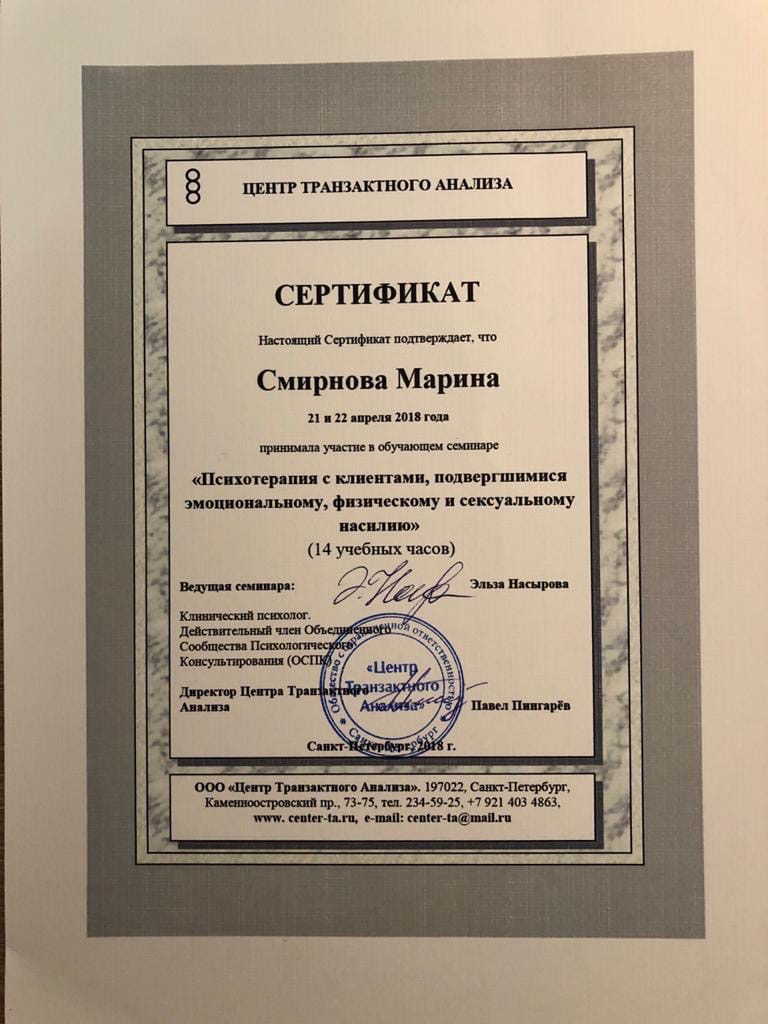 ЦЕНТР ТРАНЗАКТНОГО АНАЛИЗА
СЕРТИФИКАТ
Настоящий Сертификат подтверждает, что
Смирнова Марина
21 и 22 апреля 2018 года
принимала участие в обучающем семинаре
«Психотерапия с клиентами, подвергшимися
эмоциональному, физическому и сексуальному
насилию»
(14 учебных часов)
Ведущая семинара: Эльза Насырова
Клинический психолог.
Действительный член Объединенного
Сообщества Психологического
Консультирования (ОСПК)
Директор Центра Транзактного
Анализа Павел Пингарёв
Общество с ограниченной ответственностью
«Центр
Транзактного
Анализа»
* Санкт-Петербург *
Санкт-Петербург, 2018 г.
ООО «Центр Транзактного Анализа». 197022, Санкт-Петербург,
Каменноостровский пр., 73-75, тел. 234-59-25, +7 921 403 4863,
www. center-ta.ru, e-mail: center-ta@mail.ru